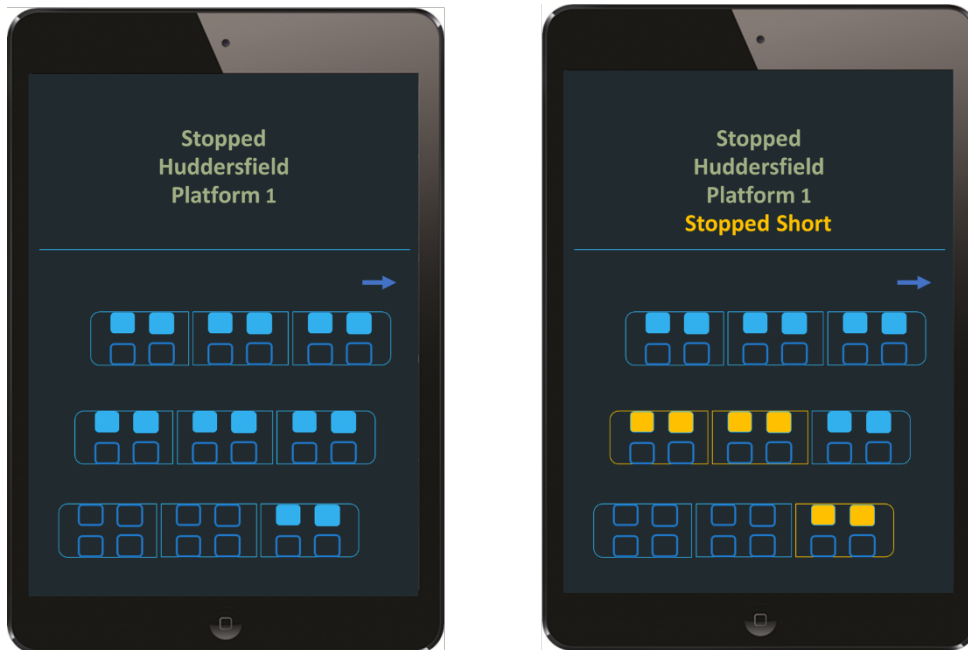 Stopped
Huddersfield
Platform 1
Stopped
Huddersfield
Platform 1
Stopped Short